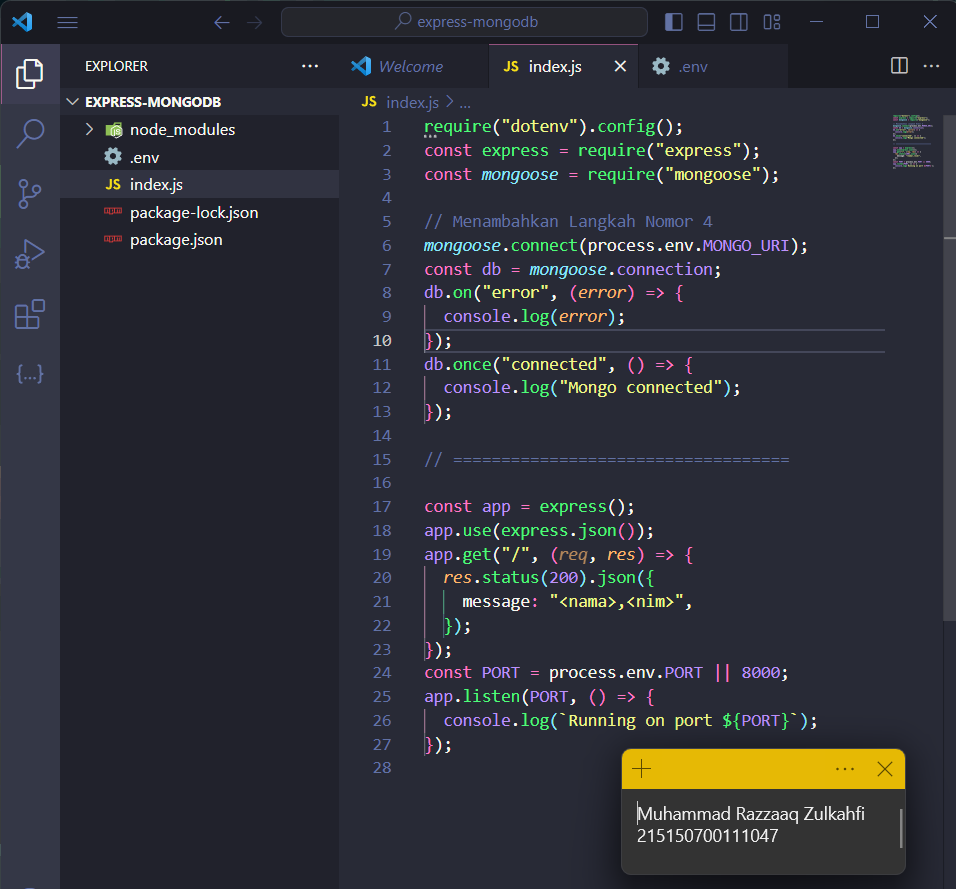 express-mongodb
EXPLORER
EXPRESS-MONGODB
node_modules
.env
JS index.js
package-lock.json
package.json
Welcome
JS index.js
.env
JS index.js > ...
1 require("dotenv").config();
2 const express = require("express");
3 const mongoose = require("mongoose");
4
5 // Menambahkan Langkah Nomor 4
6 mongoose.connect(process.env.MONGO_URI);
7 const db = mongoose.connection;
8 db.on("error", (error) => {
9   console.log(error);
10 });
11 db.once("connected", () => {
12   console.log("Mongo connected");
13 });
14
15 // ===================================
16
17 const app = express();
18 app.use(express.json());
19 app.get("/", (req, res) => {
20   res.status(200).json({
21     message: "<nama>,<nim>",
22   });
23 });
24 const PORT = process.env.PORT || 8000;
25 app.listen(PORT, () => {
26   console.log(`Running on port ${PORT}`);
27 });
28
Muhammad Razzaaq Zulkahfi
215150700111047